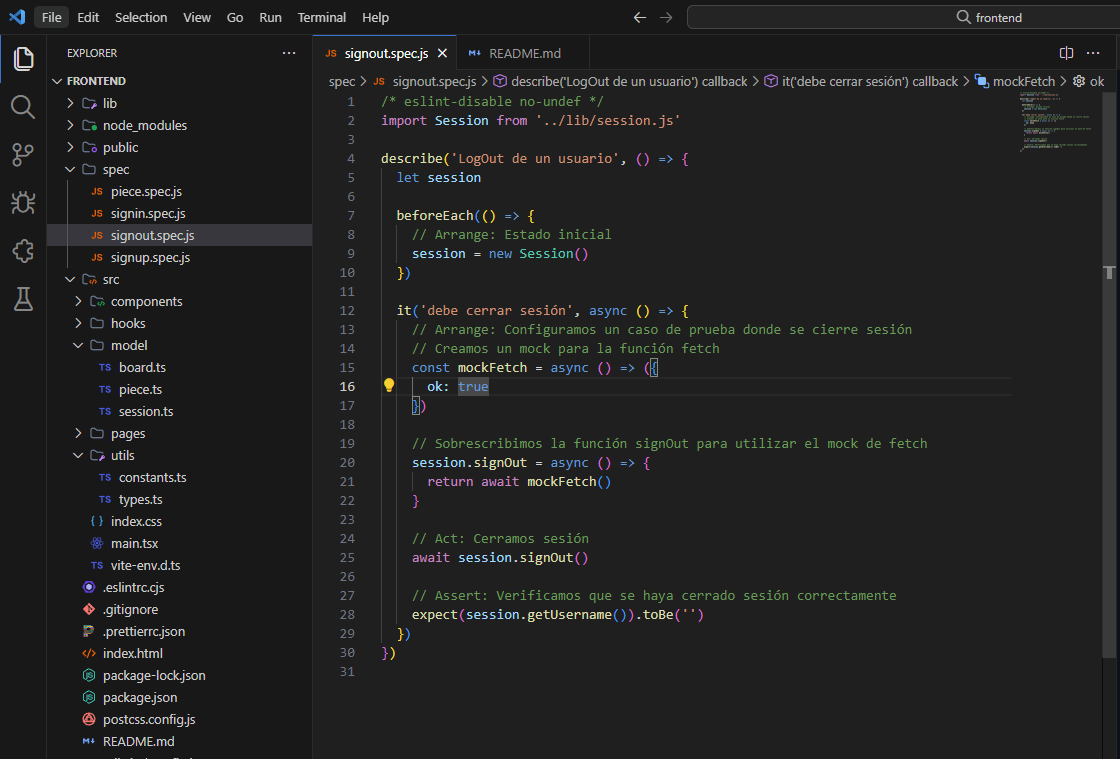 File Edit Selection View Go Run Terminal Help
frontend
EXPLORER
FRONTEND
lib
node_modules
public
spec
JS piece.spec.js
JS signin.spec.js
JS signout.spec.js
JS signup.spec.js
src
components
hooks
model
TS board.ts
TS piece.ts
TS session.ts
pages
utils
TS constants.ts
TS types.ts
index.css
main.tsx
TS vite-env.d.ts
.eslintrc.cjs
.gitignore
.prettierrc.json
index.html
package-lock.json
package.json
postcss.config.js
README.md
JS signout.spec.js
README.md
spec > JS signout.spec.js > describe('LogOut de un usuario') callback > it('debe cerrar sesión') callback > mockFetch > ok
1 /* eslint-disable no-undef */
2 import Session from '../lib/session.js'
3
4 describe('LogOut de un usuario', () => {
5 let session
6
7 beforeEach(() => {
8 // Arrange: Estado inicial
9 session = new Session()
10 })
11
12 it('debe cerrar sesión', async () => {
13 // Arrange: Configuramos un caso de prueba donde se cierre sesión
14 // Creamos un mock para la función fetch
15 const mockFetch = async () => ({
16 ok: true
17 })
18
19 // Sobrescribimos la función signOut para utilizar el mock de fetch
20 session.signOut = async () => {
21 return await mockFetch()
22 }
23
24 // Act: Cerramos sesión
25 await session.signOut()
26
27 // Assert: Verificamos que se haya cerrado sesión correctamente
28 expect(session.getUsername()).toBe('')
29 })
30 })
31